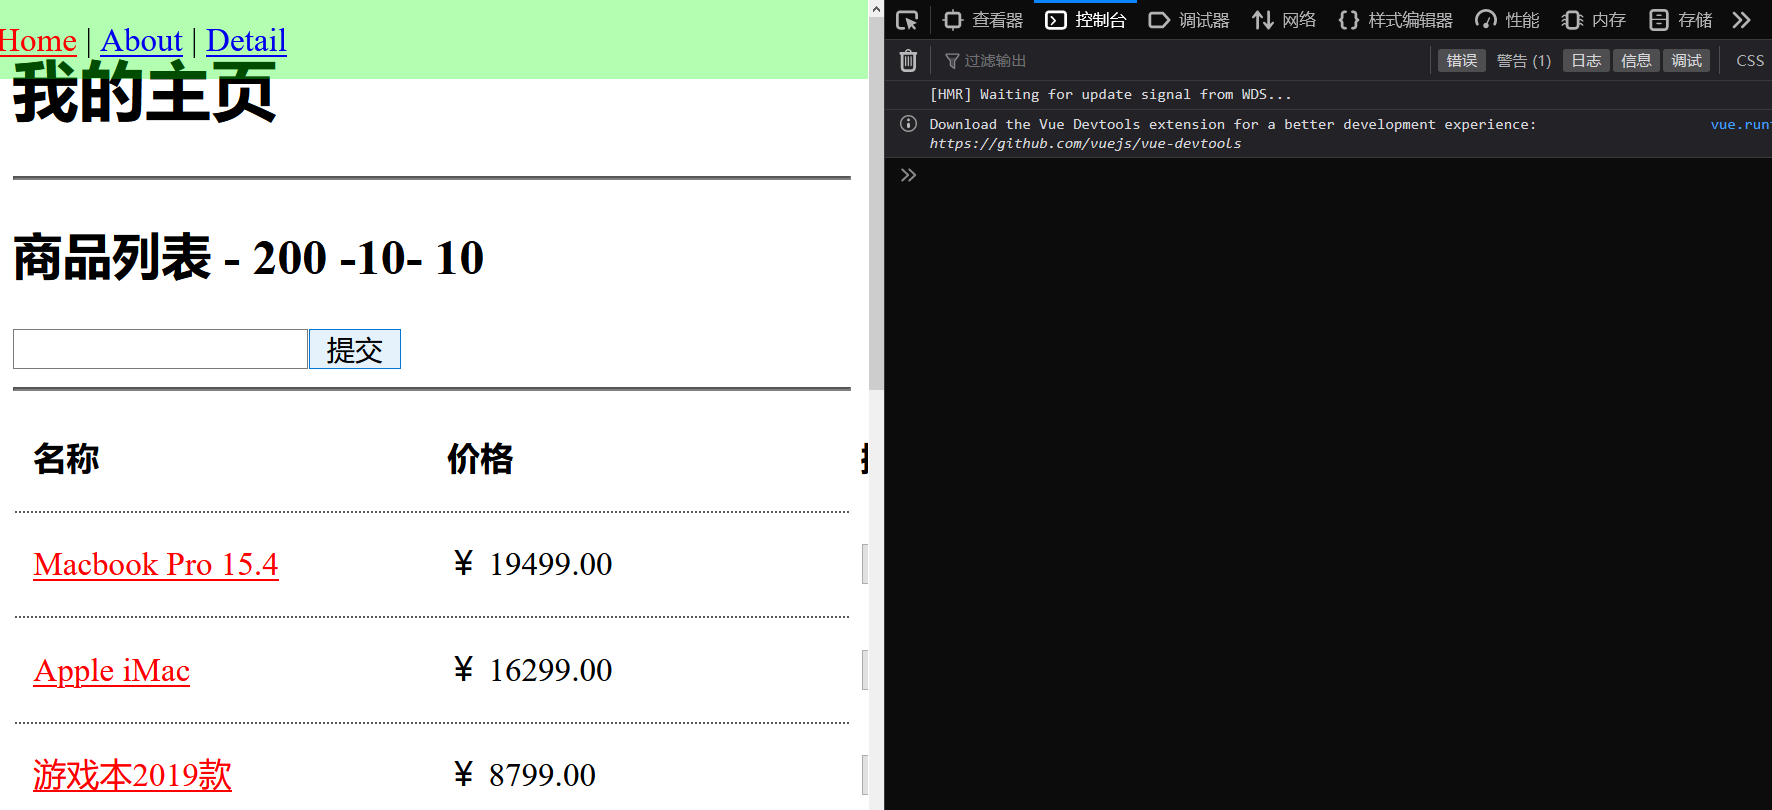 Home | About | Detail
我的主页
商品列表 - 200 -10- 10
提交
名称 价格
Macbook Pro 15.4 ¥ 19499.00
Apple iMac ¥ 16299.00
游戏本2019款 ¥ 8799.00
查看器 控制台 调试器 网络 样式编辑器 性能 内存 存储
过滤输出 错误 警告 (1) 日志 信息 调试 CSS
[HMR] Waiting for update signal from WDS...
Download the Vue Devtools extension for a better development experience: vue.run
https://github.com/vuejs/vue-devtools